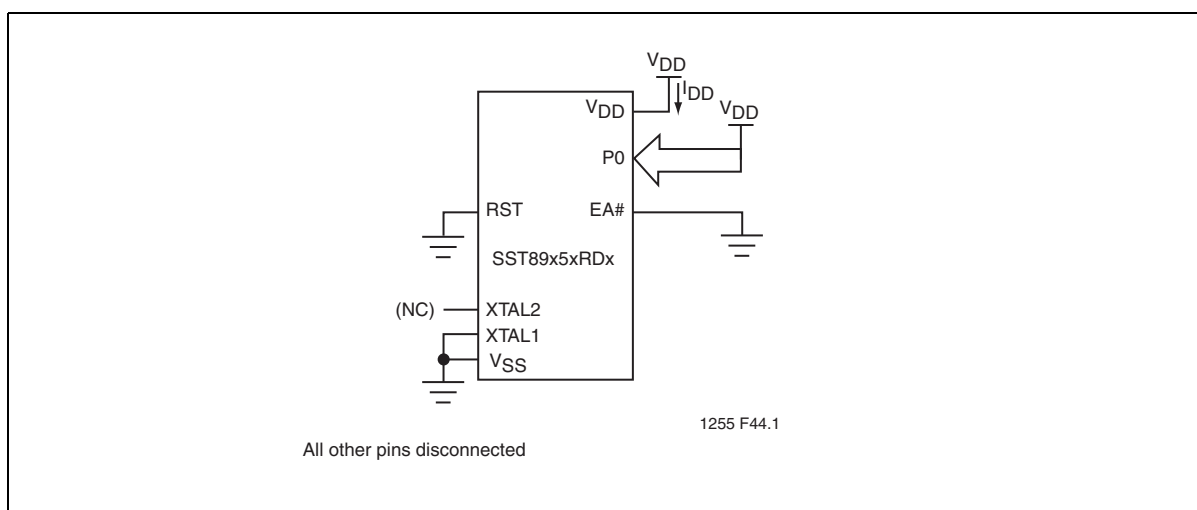 VDD
IDD
VDD
VDD
P0
RST
EA#
SST89x5xRDx
(NC)
XTAL2
XTAL1
VSS
1255 F44.1
All other pins disconnected